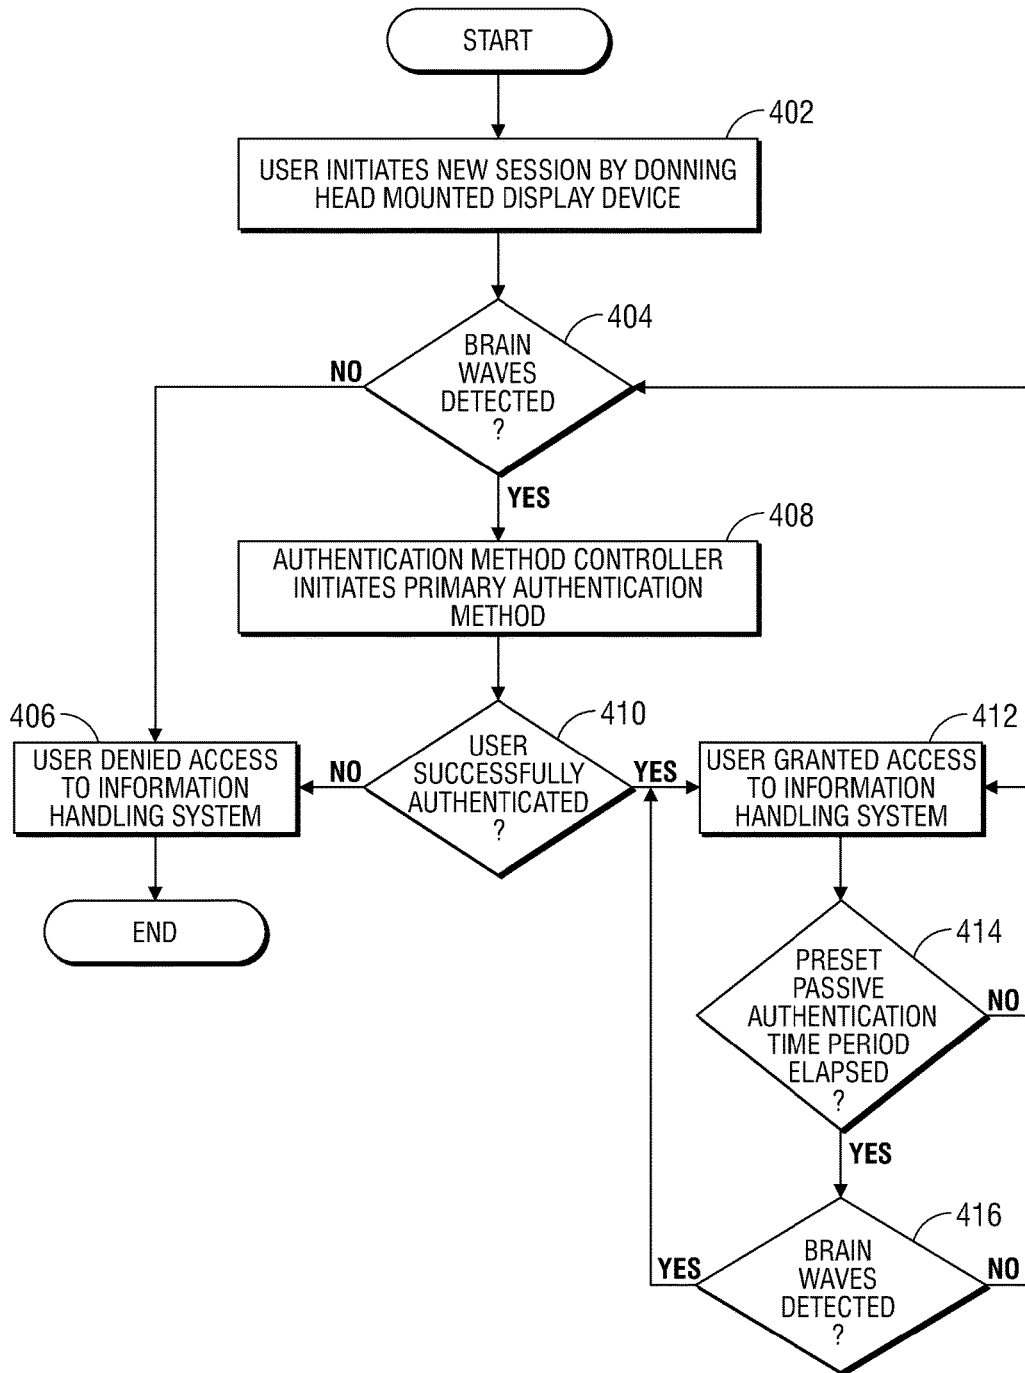 START
402
USER INITIATES NEW SESSION BY DONNING
HEAD MOUNTED DISPLAY DEVICE
404
BRAIN
WAVES
DETECTED
?
NO
YES
408
AUTHENTICATION METHOD CONTROLLER
INITIATES PRIMARY AUTHENTICATION
METHOD
406
USER DENIED ACCESS
TO INFORMATION
HANDLING SYSTEM
NO
410
USER
SUCCESSFULLY
AUTHENTICATED
?
YES
412
USER GRANTED ACCESS
TO INFORMATION
HANDLING SYSTEM
END
414
PRESET
PASSIVE
AUTHENTICATION
TIME PERIOD
ELAPSED
?
NO
YES
416
BRAIN
WAVES
DETECTED
?
YES
NO